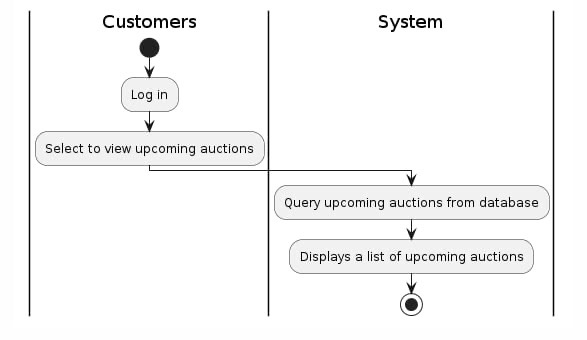 Customers
System
Log in
Select to view upcoming auctions
Query upcoming auctions from database
Displays a list of upcoming auctions